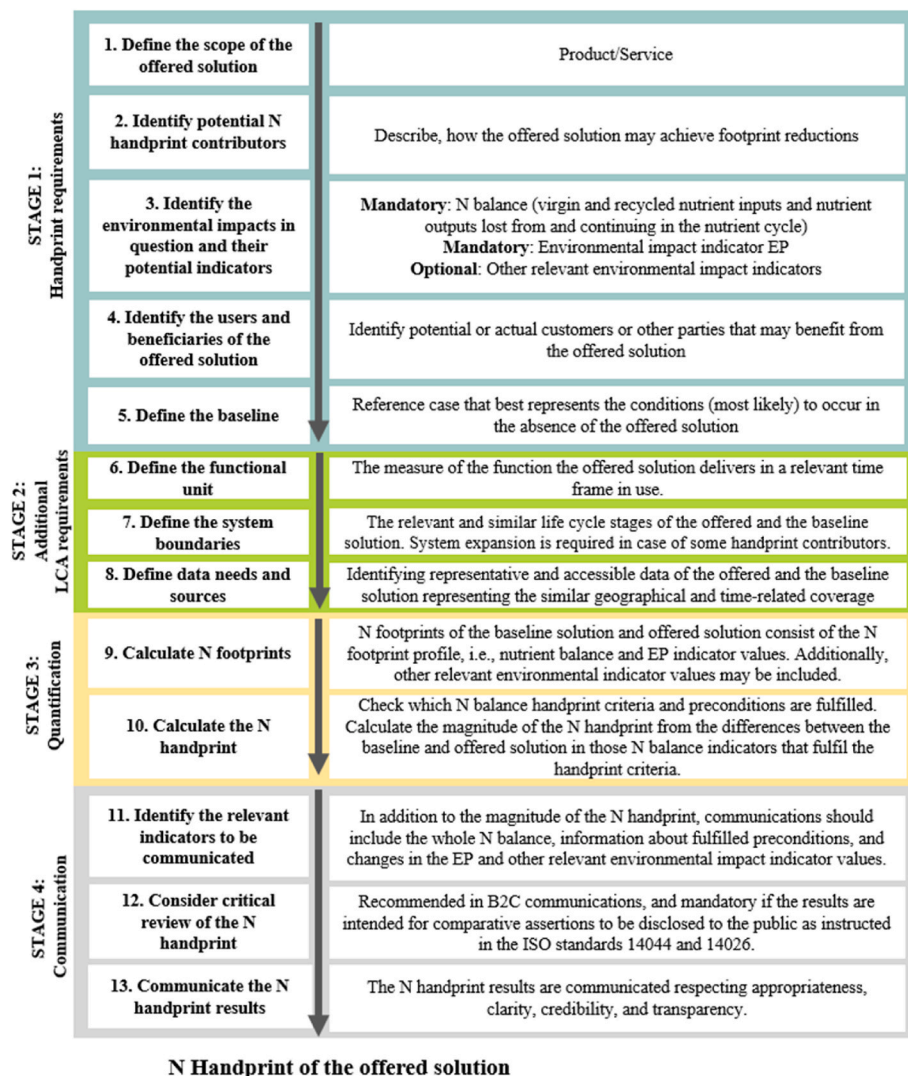 STAGE 1:
Handprint requirements
1. Define the scope of the
offered solution
Product/Service
2. Identify potential N
handprint contributors
Describe, how the offered solution may achieve footprint reductions
3. Identify the
environmental impacts in
question and their
potential indicators
Mandatory: N balance (virgin and recycled nutrient inputs and nutrient
outputs lost from and continuing in the nutrient cycle)
Mandatory: Environmental impact indicator EP
Optional: Other relevant environmental impact indicators
4. Identify the users and
beneficiaries of the
offered solution
Identify potential or actual customers or other parties that may benefit from
the offered solution
5. Define the baseline
Reference case that best represents the conditions (most likely) to occur in
the absence of the offered solution
STAGE 2:
Additional
LCA requirements
6. Define the functional
unit
The measure of the function the offered solution delivers in a relevant time
frame in use.
7. Define the system
boundaries
The relevant and similar life cycle stages of the offered and the baseline
solution. System expansion is required in case of some handprint contributors.
8. Define data needs and
sources
Identifying representative and accessible data of the offered and the baseline
solution representing the similar geographical and time-related coverage
STAGE 3:
Quantification
9. Calculate N footprints
N footprints of the baseline solution and offered solution consist of the N
footprint profile, i.e., nutrient balance and EP indicator values. Additionally,
other relevant environmental indicator values may be included.
10. Calculate the N
handprint
Check which N balance handprint criteria and preconditions are fulfilled.
Calculate the magnitude of the N handprint from the differences between the
baseline and offered solution in those N balance indicators that fulfil the
handprint criteria.
STAGE 4:
Communication
11. Identify the relevant
indicators to be
communicated
In addition to the magnitude of the N handprint, communications should
include the whole N balance, information about fulfilled preconditions, and
changes in the EP and other relevant environmental impact indicator values.
12. Consider critical
review of the N
handprint
Recommended in B2C communications, and mandatory if the results are
intended for comparative assertions to be disclosed to the public as instructed
in the ISO standards 14044 and 14026.
13. Communicate the N
handprint results
The N handprint results are communicated respecting appropriateness,
clarity, credibility, and transparency.
N Handprint of the offered solution